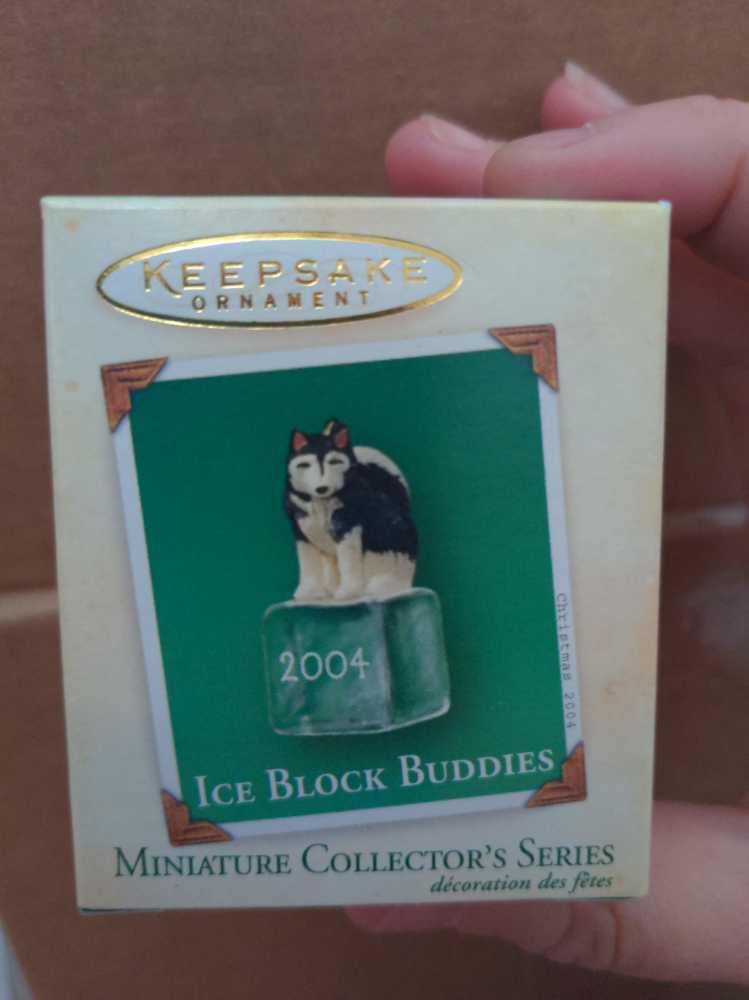 KEEPSAKE
ORNAMENT
2004
Christmas 2004
ICE BLOCK BUDDIES
MINIATURE COLLECTOR'S SERIES
décoration des fêtes